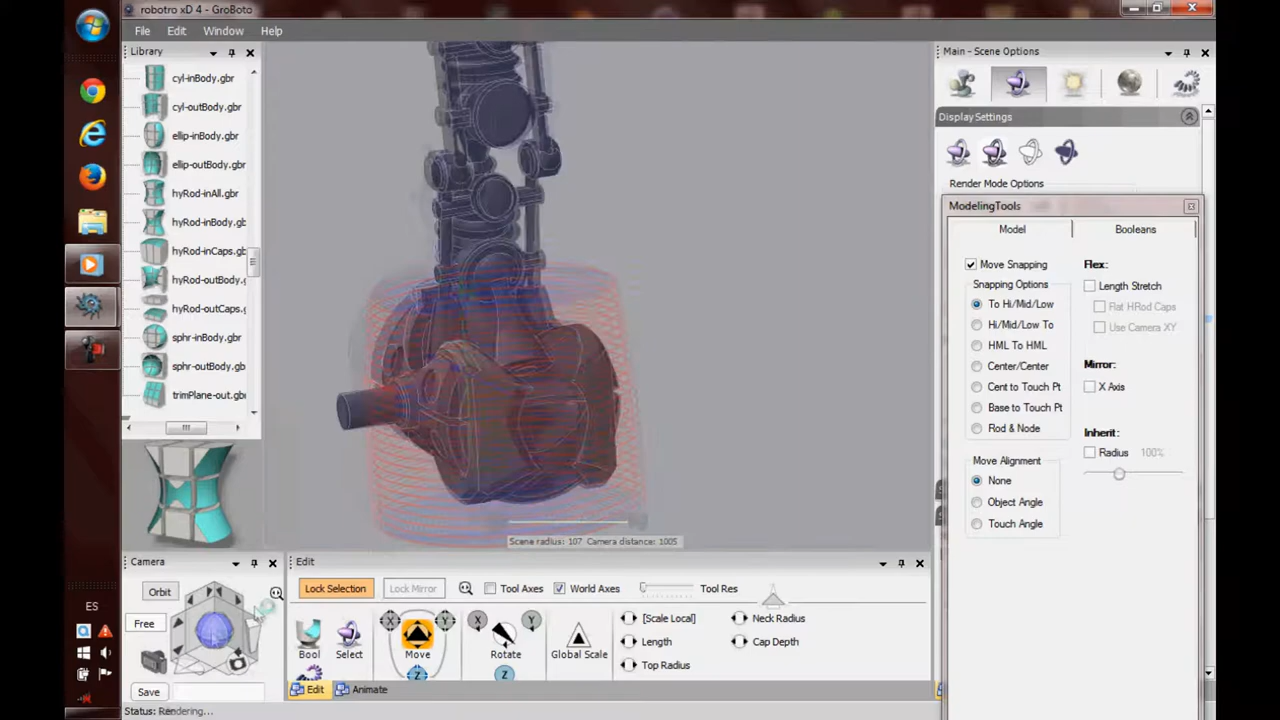 robotro xD 4 - GroBoto
File Edit Window Help
Library
cyl-inBody.gbr
cyl-outBody.gbr
ellip-inBody.gbr
ellip-outBody.gbr
hyRod-inAll.gbr
hyRod-inBody.gb
hyRod-inCaps.gb
hyRod-outBody.g
hyRod-outCaps.g
sphr-inBody.gbr
sphr-outBody.gbr
trimPlane-out.gbr
Scene radius: 107 Camera distance: 1005
Main - Scene Options
DisplaySettings
Render Mode Options
ModelingTools
Model Booleans
Move Snapping
Snapping Options
To Hi/Mid/Low
Hi/Mid/Low To
HML To HML
Center/Center
Cent to Touch Pt
Base to Touch Pt
Rod & Node
Move Alignment
None
Object Angle
Touch Angle
Flex:
Length Stretch
Flat HRod Caps
Use Camera XY
Mirror:
X Axis
Inherit:
Radius 100%
Camera
Orbit
Free
Save
Edit
Lock Selection Lock Mirror Tool Axes World Axes Tool Res
Bool Select
X Y
Move
Z
X Y
Rotate
Z
Global Scale
[Scale Local] Neck Radius
Length Cap Depth
Top Radius
Edit Animate
Status: Rendering...
ES